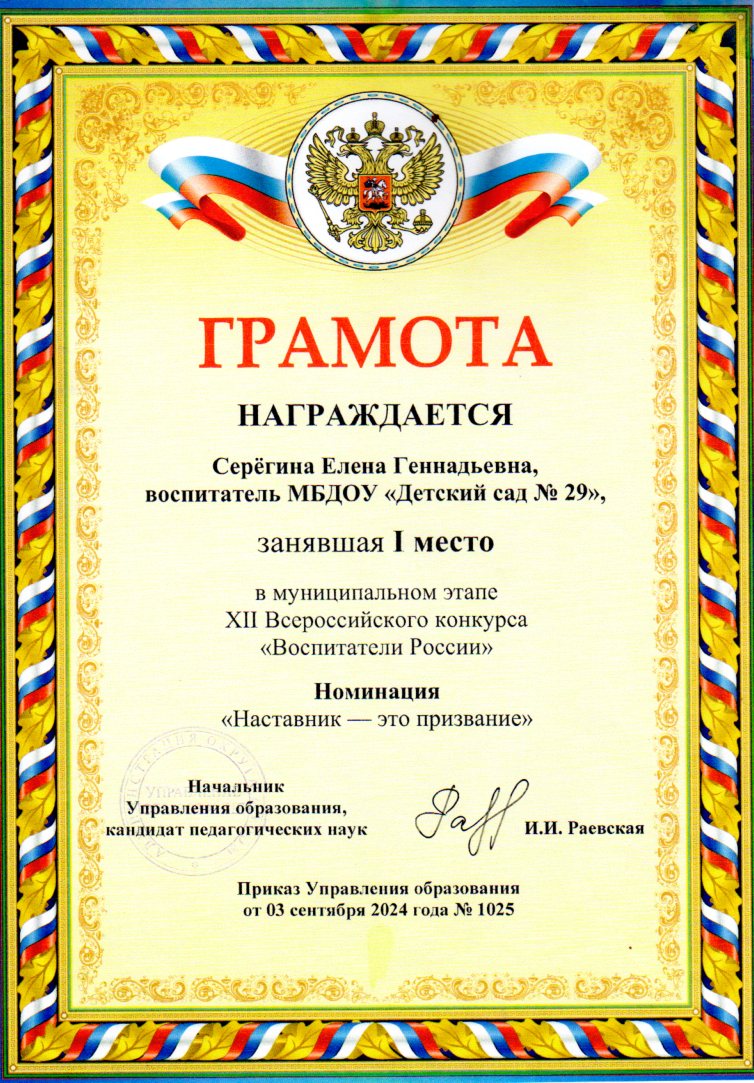 ГРАМОТА
НАГРАЖДАЕТСЯ
Серёгина Елена Геннадьевна,
воспитатель МБДОУ «Детский сад № 29»,
занявшая I место
в муниципальном этапе
XII Всероссийского конкурса
«Воспитатели России»
Номинация
«Наставник — это призвание»
Начальник
Управления образования,
кандидат педагогических наук
И.И. Раевская
Приказ Управления образования
от 03 сентября 2024 года № 1025